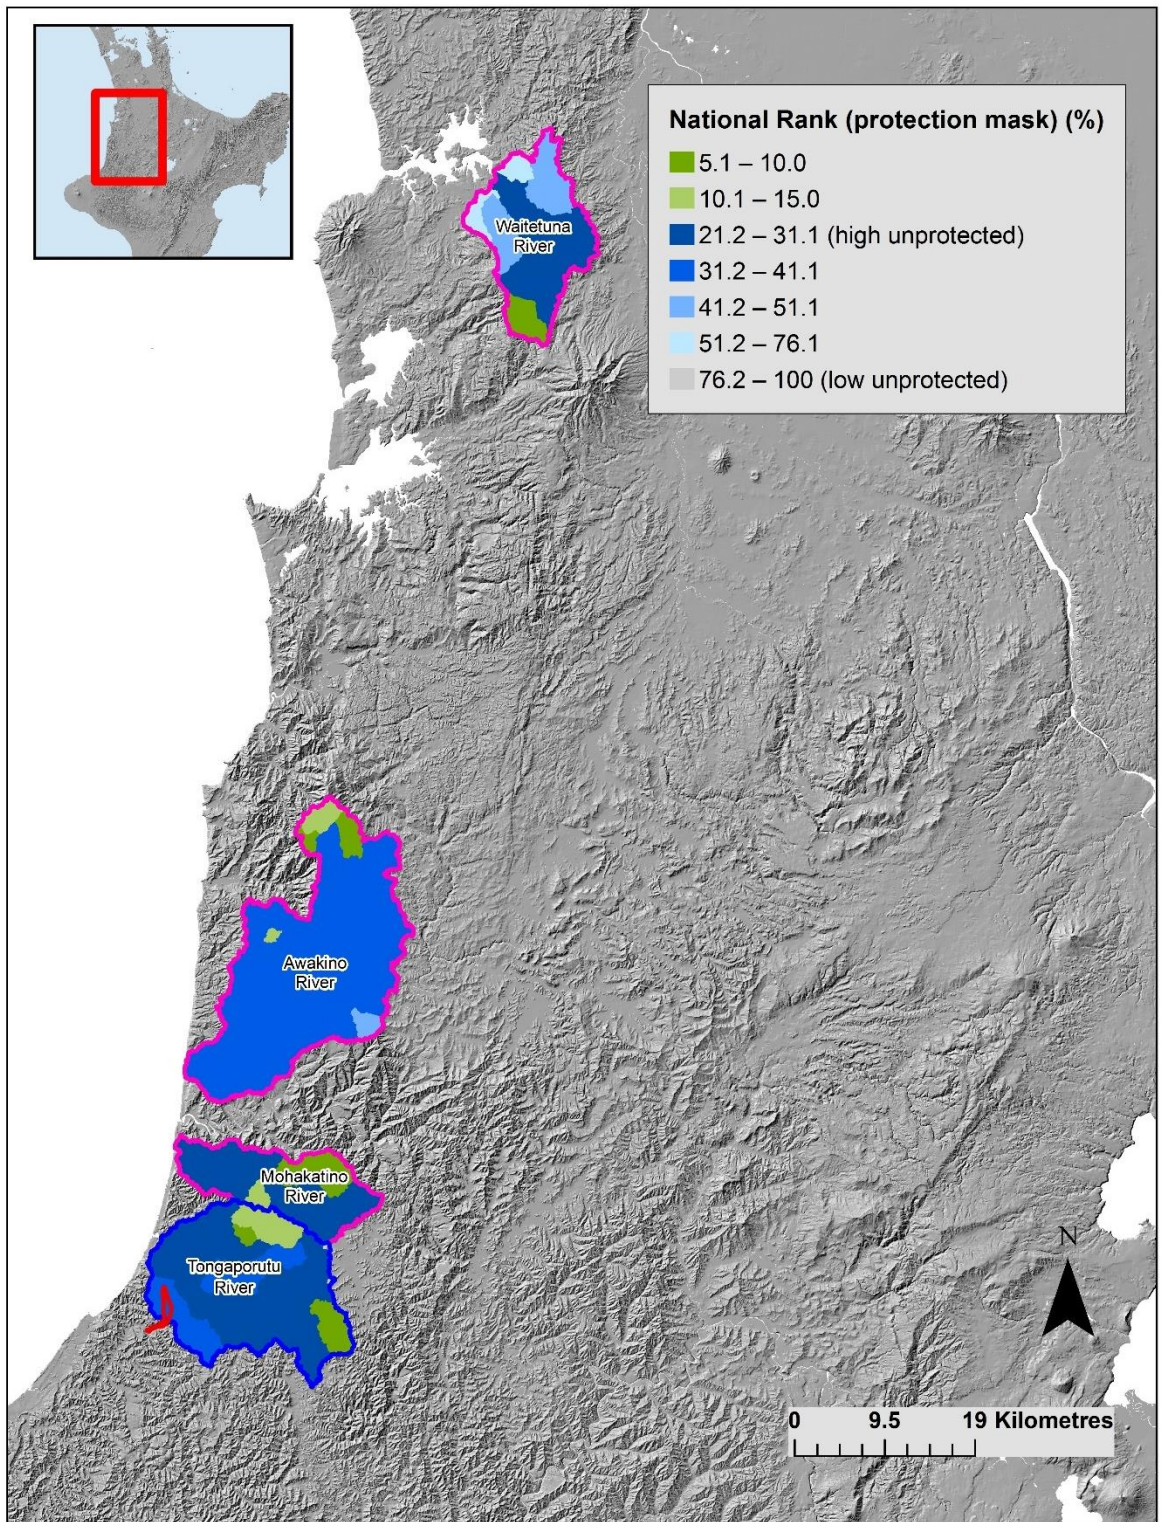 National Rank (protection mask) (%)
5.1 – 10.0
10.1 – 15.0
21.2 – 31.1 (high unprotected)
31.2 – 41.1
41.2 – 51.1
51.2 – 76.1
76.2 – 100 (low unprotected)
Waitetuna
River
Awakino
River
Mohakatino
River
Tongaporutu
River
N
0 9.5 19 Kilometres